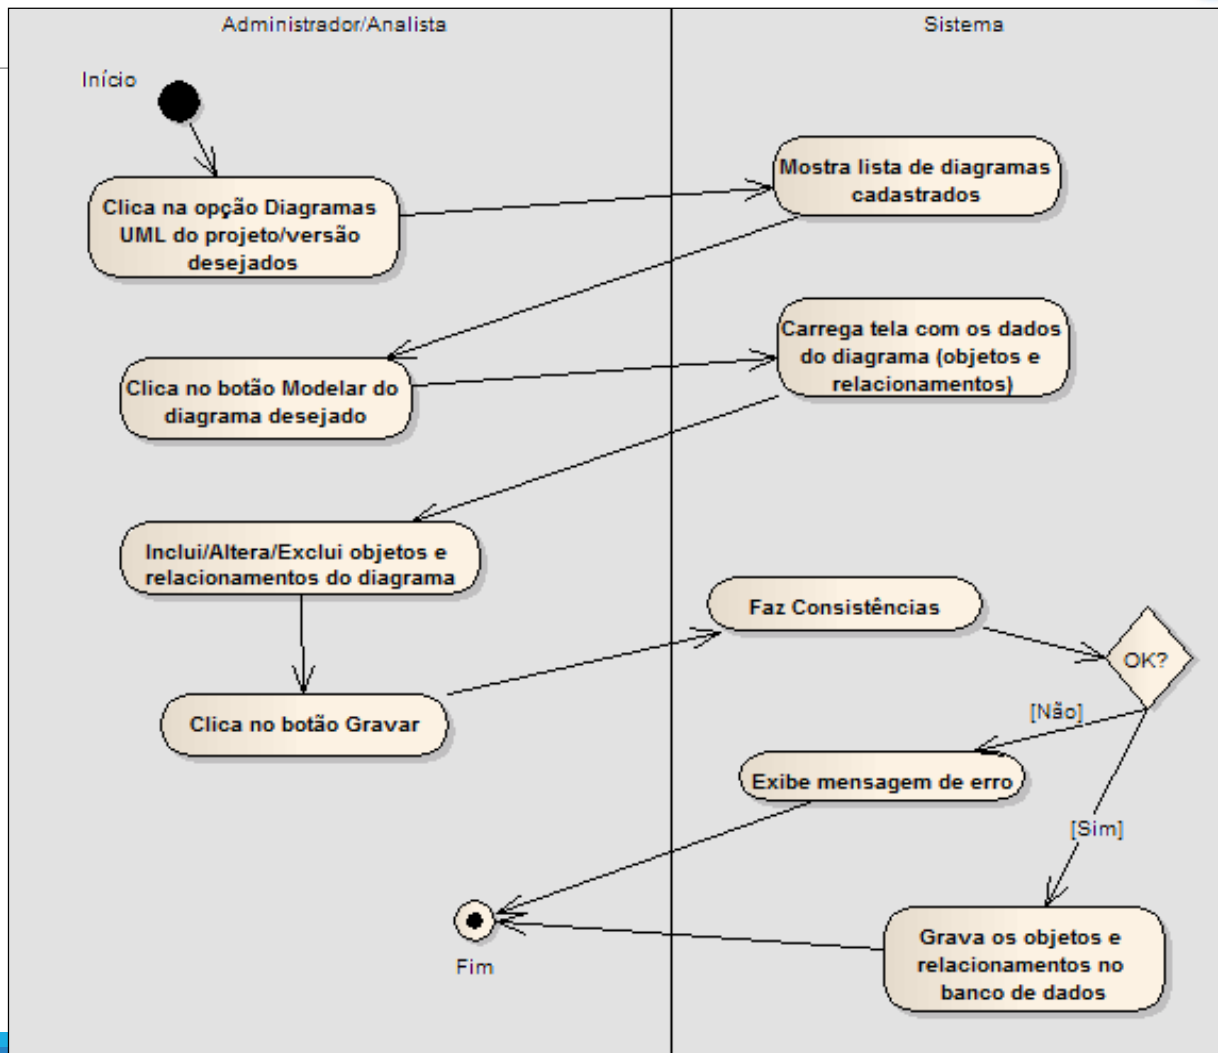 Administrador/Analista
Sistema
Início
Clica na opção Diagramas
UML do projeto/versão
desejados
Mostra lista de diagramas
cadastrados
Clica no botão Modelar do
diagrama desejado
Carrega tela com os dados
do diagrama (objetos e
relacionamentos)
Inclui/Altera/Exclui objetos e
relacionamentos do diagrama
Clica no botão Gravar
Faz Consistências
OK?
[Não]
Exibe mensagem de erro
[Sim]
Grava os objetos e
relacionamentos no
banco de dados
Fim